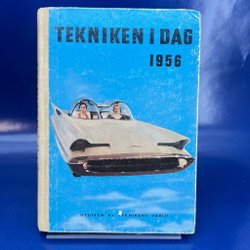 TEKNIKEN I DAG
1956
UTGIVEN AV TEKNIKENS VÄRLD